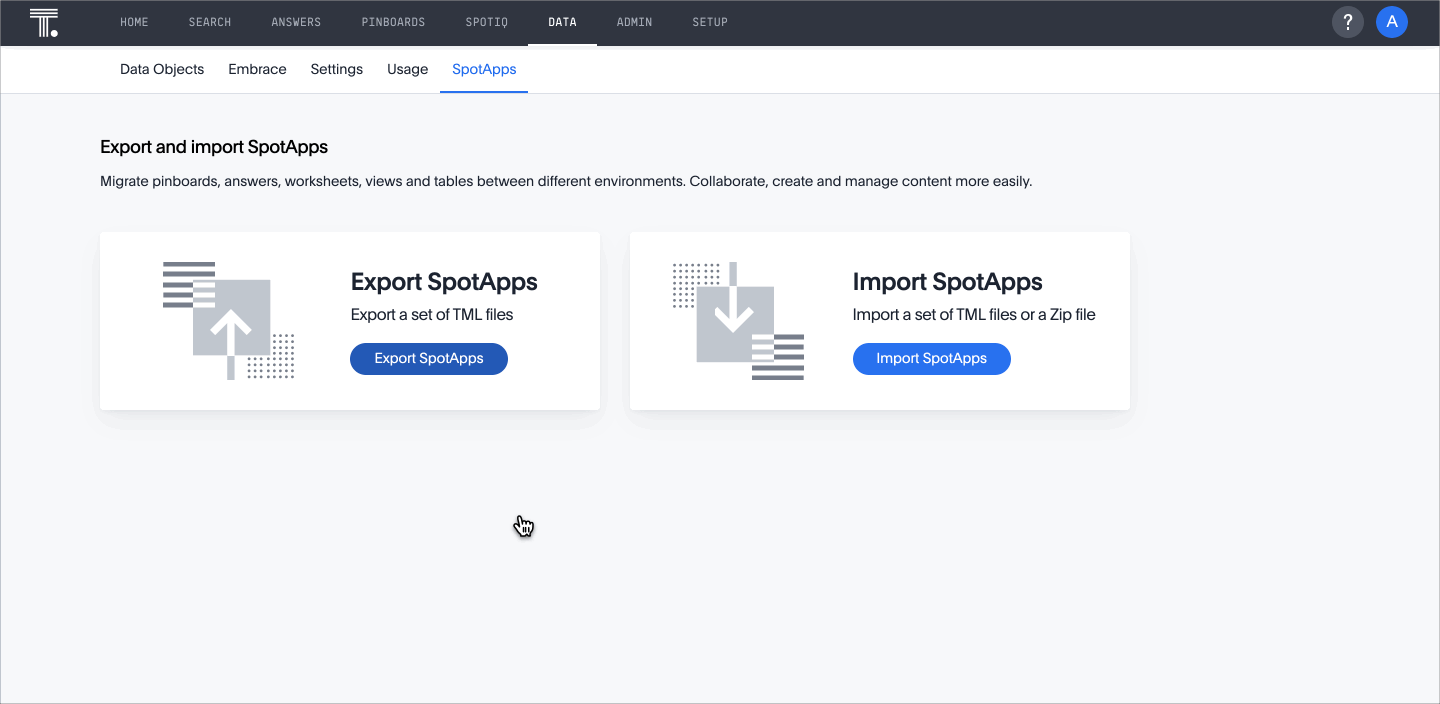 HOME SEARCH ANSWERS PINBOARDS SPOTIQ DATA ADMIN SETUP ? A
Data Objects Embrace Settings Usage SpotApps
Export and import SpotApps
Migrate pinboards, answers, worksheets, views and tables between different environments. Collaborate, create and manage content more easily.
Export SpotApps
Export a set of TML files
Export SpotApps
Import SpotApps
Import a set of TML files or a Zip file
Import SpotApps